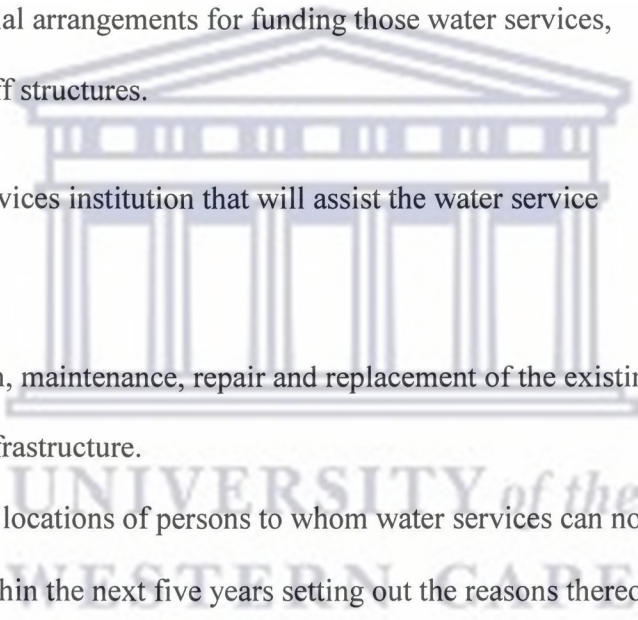 al arrangements for funding those water services,
ff structures.
vices institution that will assist the water service
, maintenance, repair and replacement of the existin
frastructure.
UNIVERSITY of the
locations of persons to whom water services can no
WESTERN CAPE
hin the next five years setting out the reasons thereo